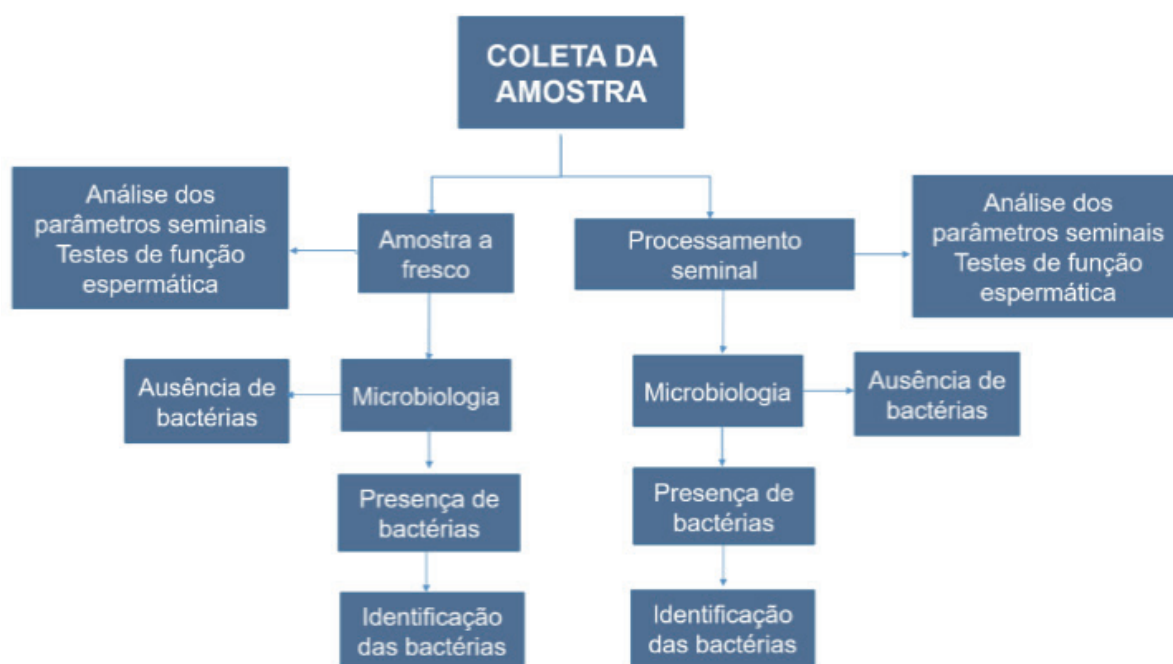 COLETA DA
AMOSTRA
Análise dos
parâmetros seminais
Testes de função
espermática
Amostra a
fresco
Processamento
seminal
Análise dos
parâmetros seminais
Testes de função
espermática
Ausência de
bactérias
Microbiologia
Microbiologia
Ausência de
bactérias
Presença de
bactérias
Presença de
bactérias
Identificação
das bactérias
Identificação
das bactérias